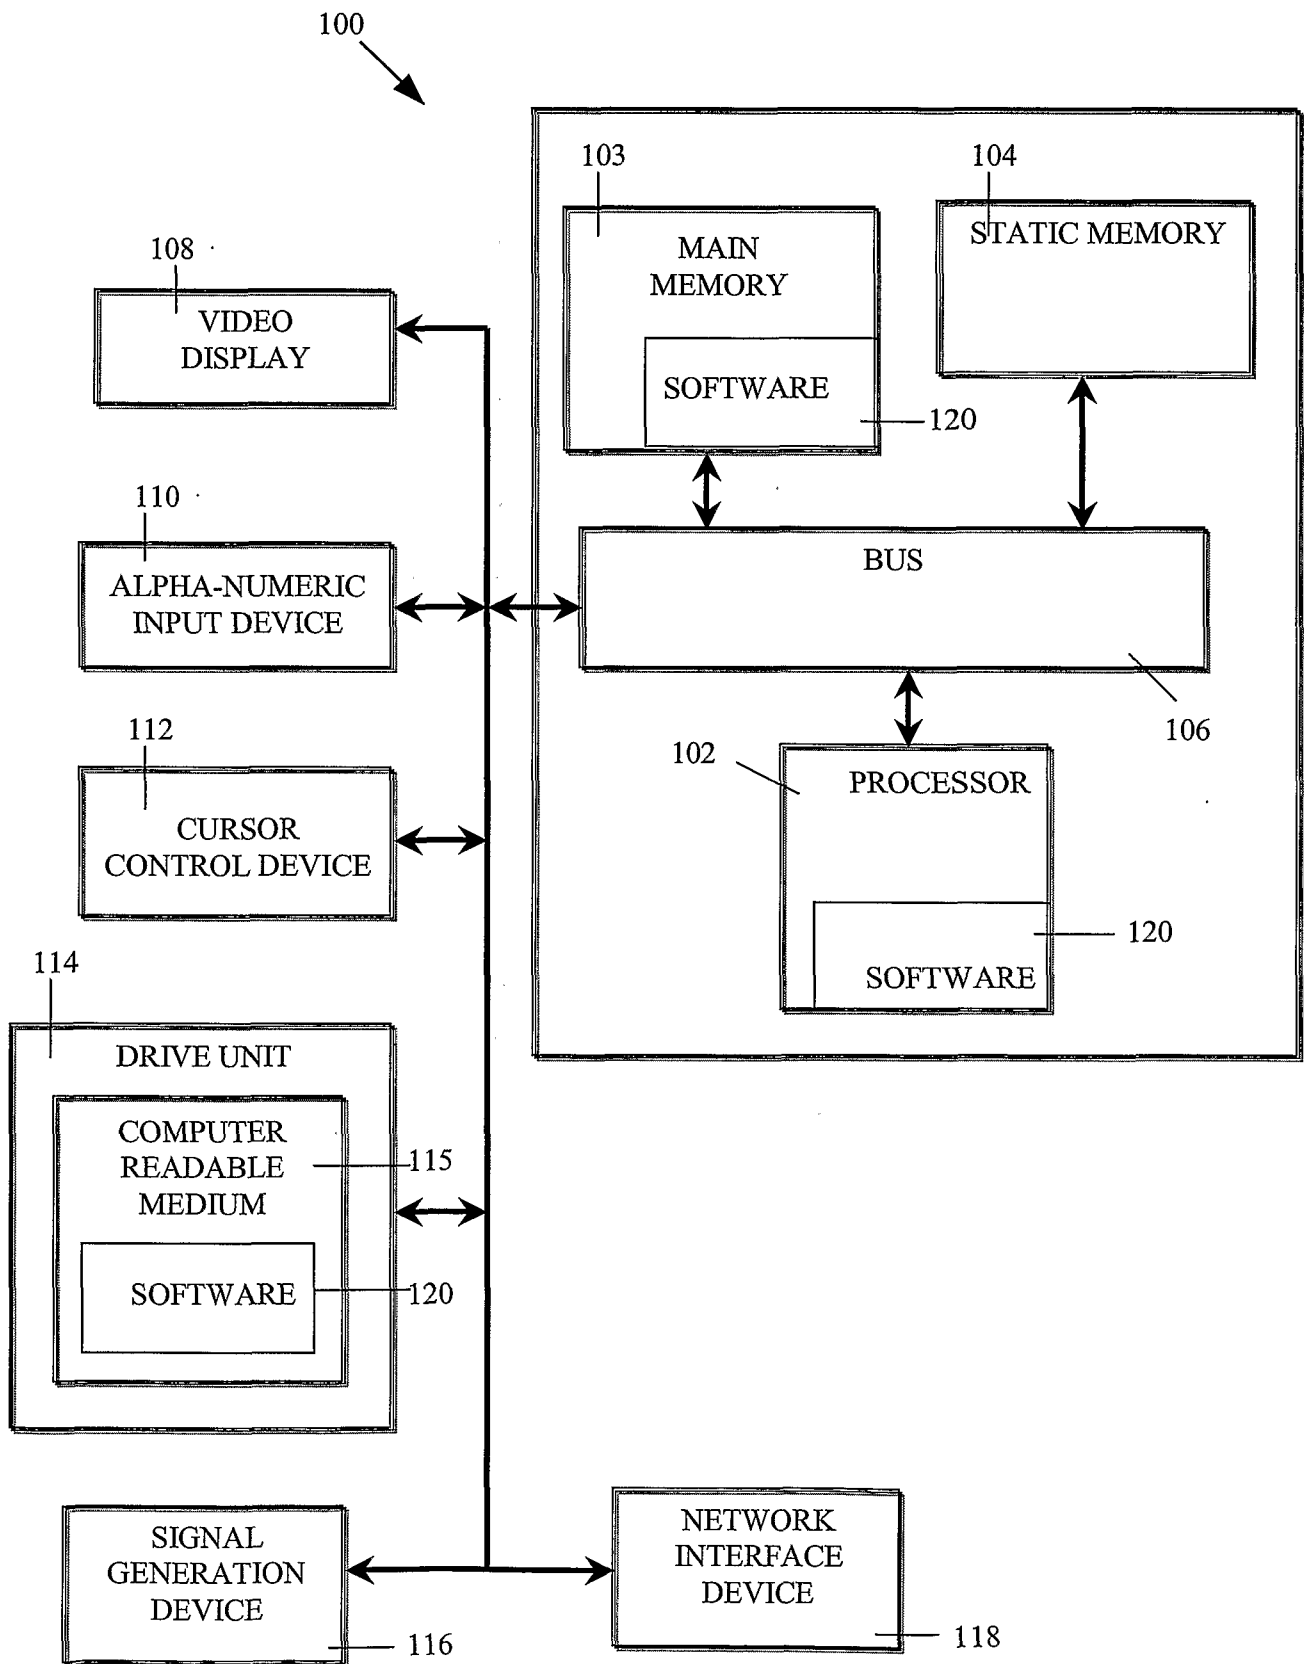 100
103
104
MAIN
MEMORY
STATIC MEMORY
SOFTWARE
120
108
VIDEO
DISPLAY
110
ALPHA-NUMERIC
INPUT DEVICE
BUS
106
112
CURSOR
CONTROL DEVICE
102
PROCESSOR
SOFTWARE
120
114
DRIVE UNIT
COMPUTER
READABLE
MEDIUM
115
SOFTWARE
120
SIGNAL
GENERATION
DEVICE
116
NETWORK
INTERFACE
DEVICE
118